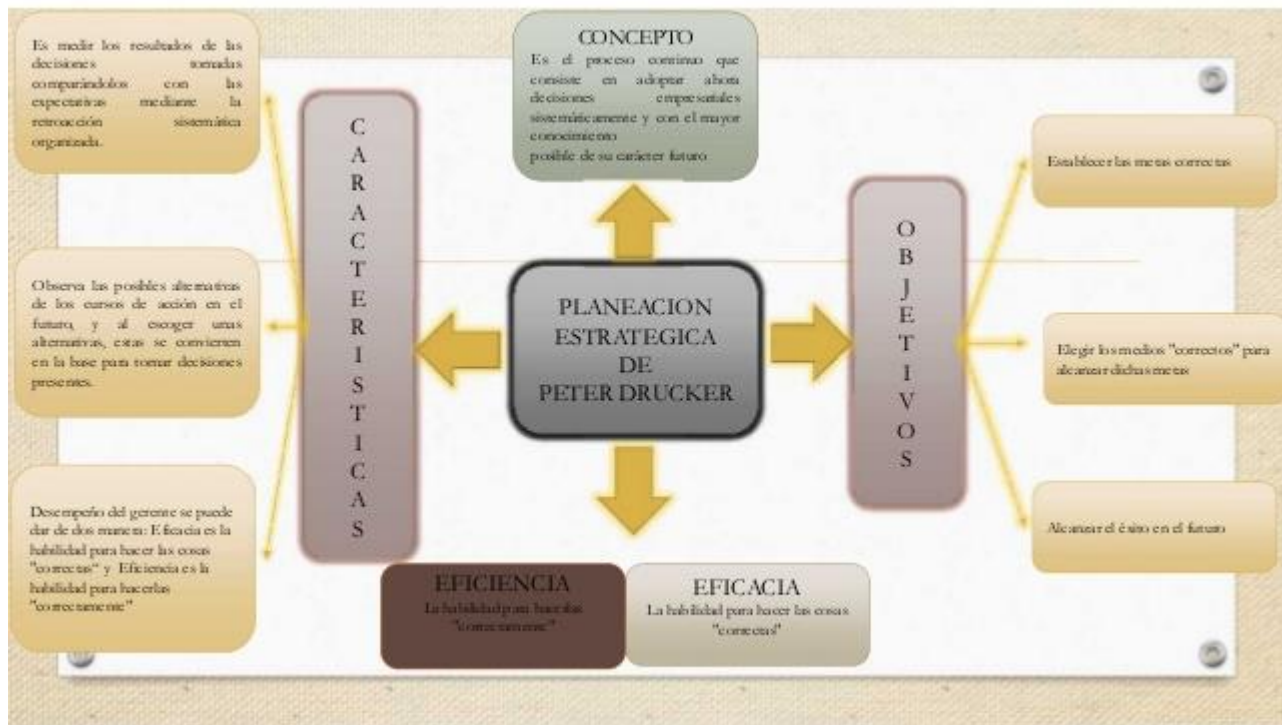 Es medir los resultados de las
decisiones tomadas
comparándolos con las
expectativas mediante la
retroacción sistemática
organizada.
Observa las posibles alternativas
de los cursos de acción en el
futuro, y al escoger unas
alternativas, estas se convierten
en la base para tomar decisiones
presentes.
Desempeño del gerente se puede
dar de dos manera: Eficacia es la
habilidad para hacer las cosas
"correctas" y Eficiencia es la
habilidad para hacerlas
"correctamente"
CARACTERISTICAS
CONCEPTO
Es el proceso continuo que
consiste en adoptar ahora
decisiones empresariales
sistemáticamente y con el mayor
conocimiento
posible de su carácter futuro
PLANEACION
ESTRATEGICA
DE
PETER DRUCKER
EFICIENCIA
La habilidad para hacerlas
"correctamente"
EFICACIA
La habilidad para hacer las cosas
"correctas"
OBJETIVOS
Establecer las metas correctas
Elegir los medios "correctos" para
alcanzar dichas metas
Alcanzar el éxito en el futuro